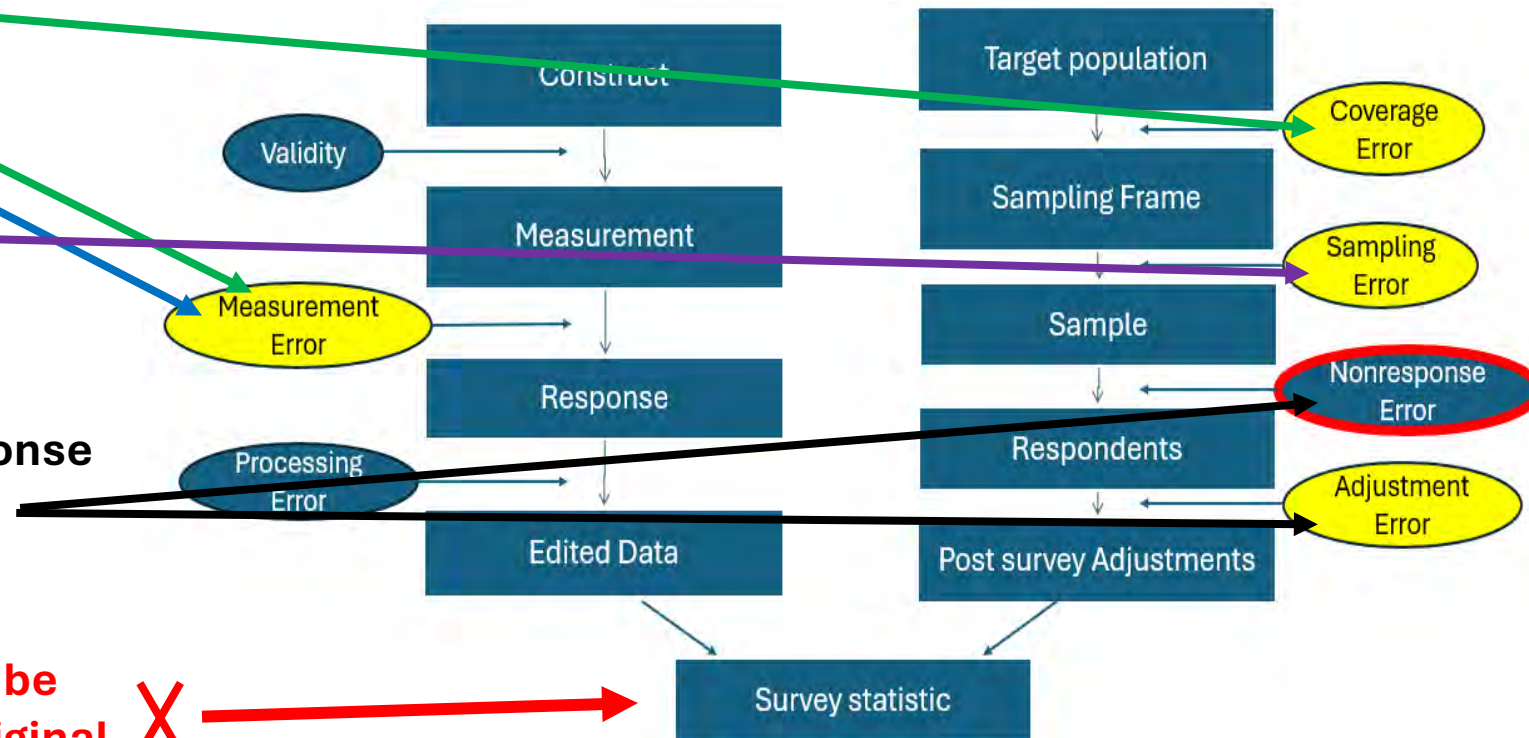 Construct
Validity
Measurement
Measurement
Error
Response
Processing
Error
Edited Data
Target population
Coverage
Error
Sampling Frame
Sampling
Error
Sample
Nonresponse
Error
Respondents
Adjustment
Error
Post survey Adjustments
Survey statistic
onse
be
iginal
X